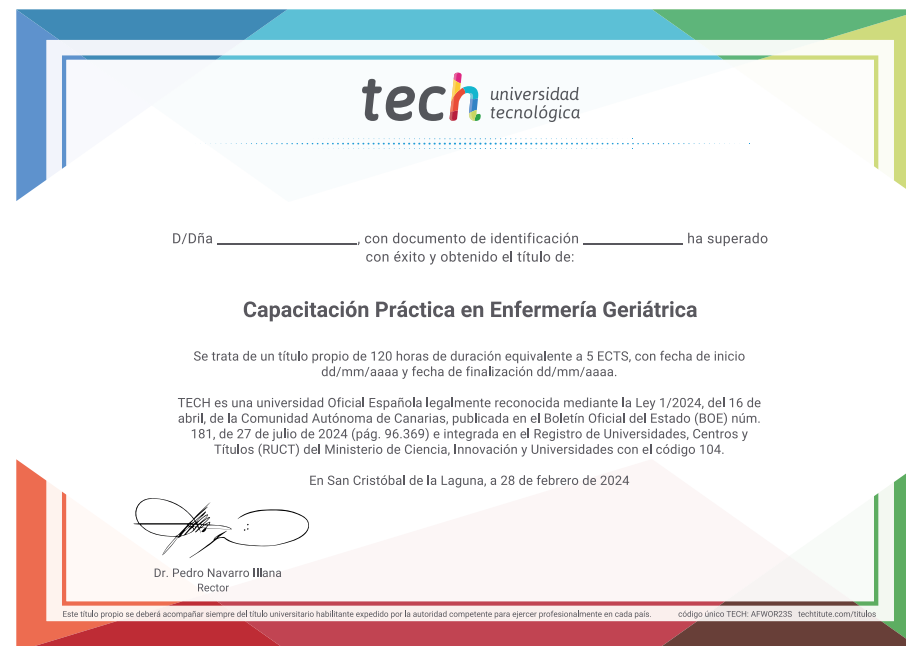 tech universidad
tecnológica
D/Dña ____________, con documento de identificación ____________ ha superado
con éxito y obtenido el título de:
Capacitación Práctica en Enfermería Geriátrica
Se trata de un título propio de 120 horas de duración equivalente a 5 ECTS, con fecha de inicio
dd/mm/aaaa y fecha de finalización dd/mm/aaaa.
TECH es una universidad Oficial Española legalmente reconocida mediante la Ley 1/2024, del 16 de
abril, de la Comunidad Autónoma de Canarias, publicada en el Boletín Oficial del Estado (BOE) núm.
181, de 27 de julio de 2024 (pág. 96.369) e integrada en el Registro de Universidades, Centros y
Títulos (RUCT) del Ministerio de Ciencia, Innovación y Universidades con el código 104.
En San Cristóbal de la Laguna, a 28 de febrero de 2024
Dr. Pedro Navarro Illana
Rector
Este título propio se deberá acompañar siempre del título universitario habilitante expedido por la autoridad competente para ejercer profesionalmente en cada país. código único TECH: AFWOR23S techtitute.com/titulos